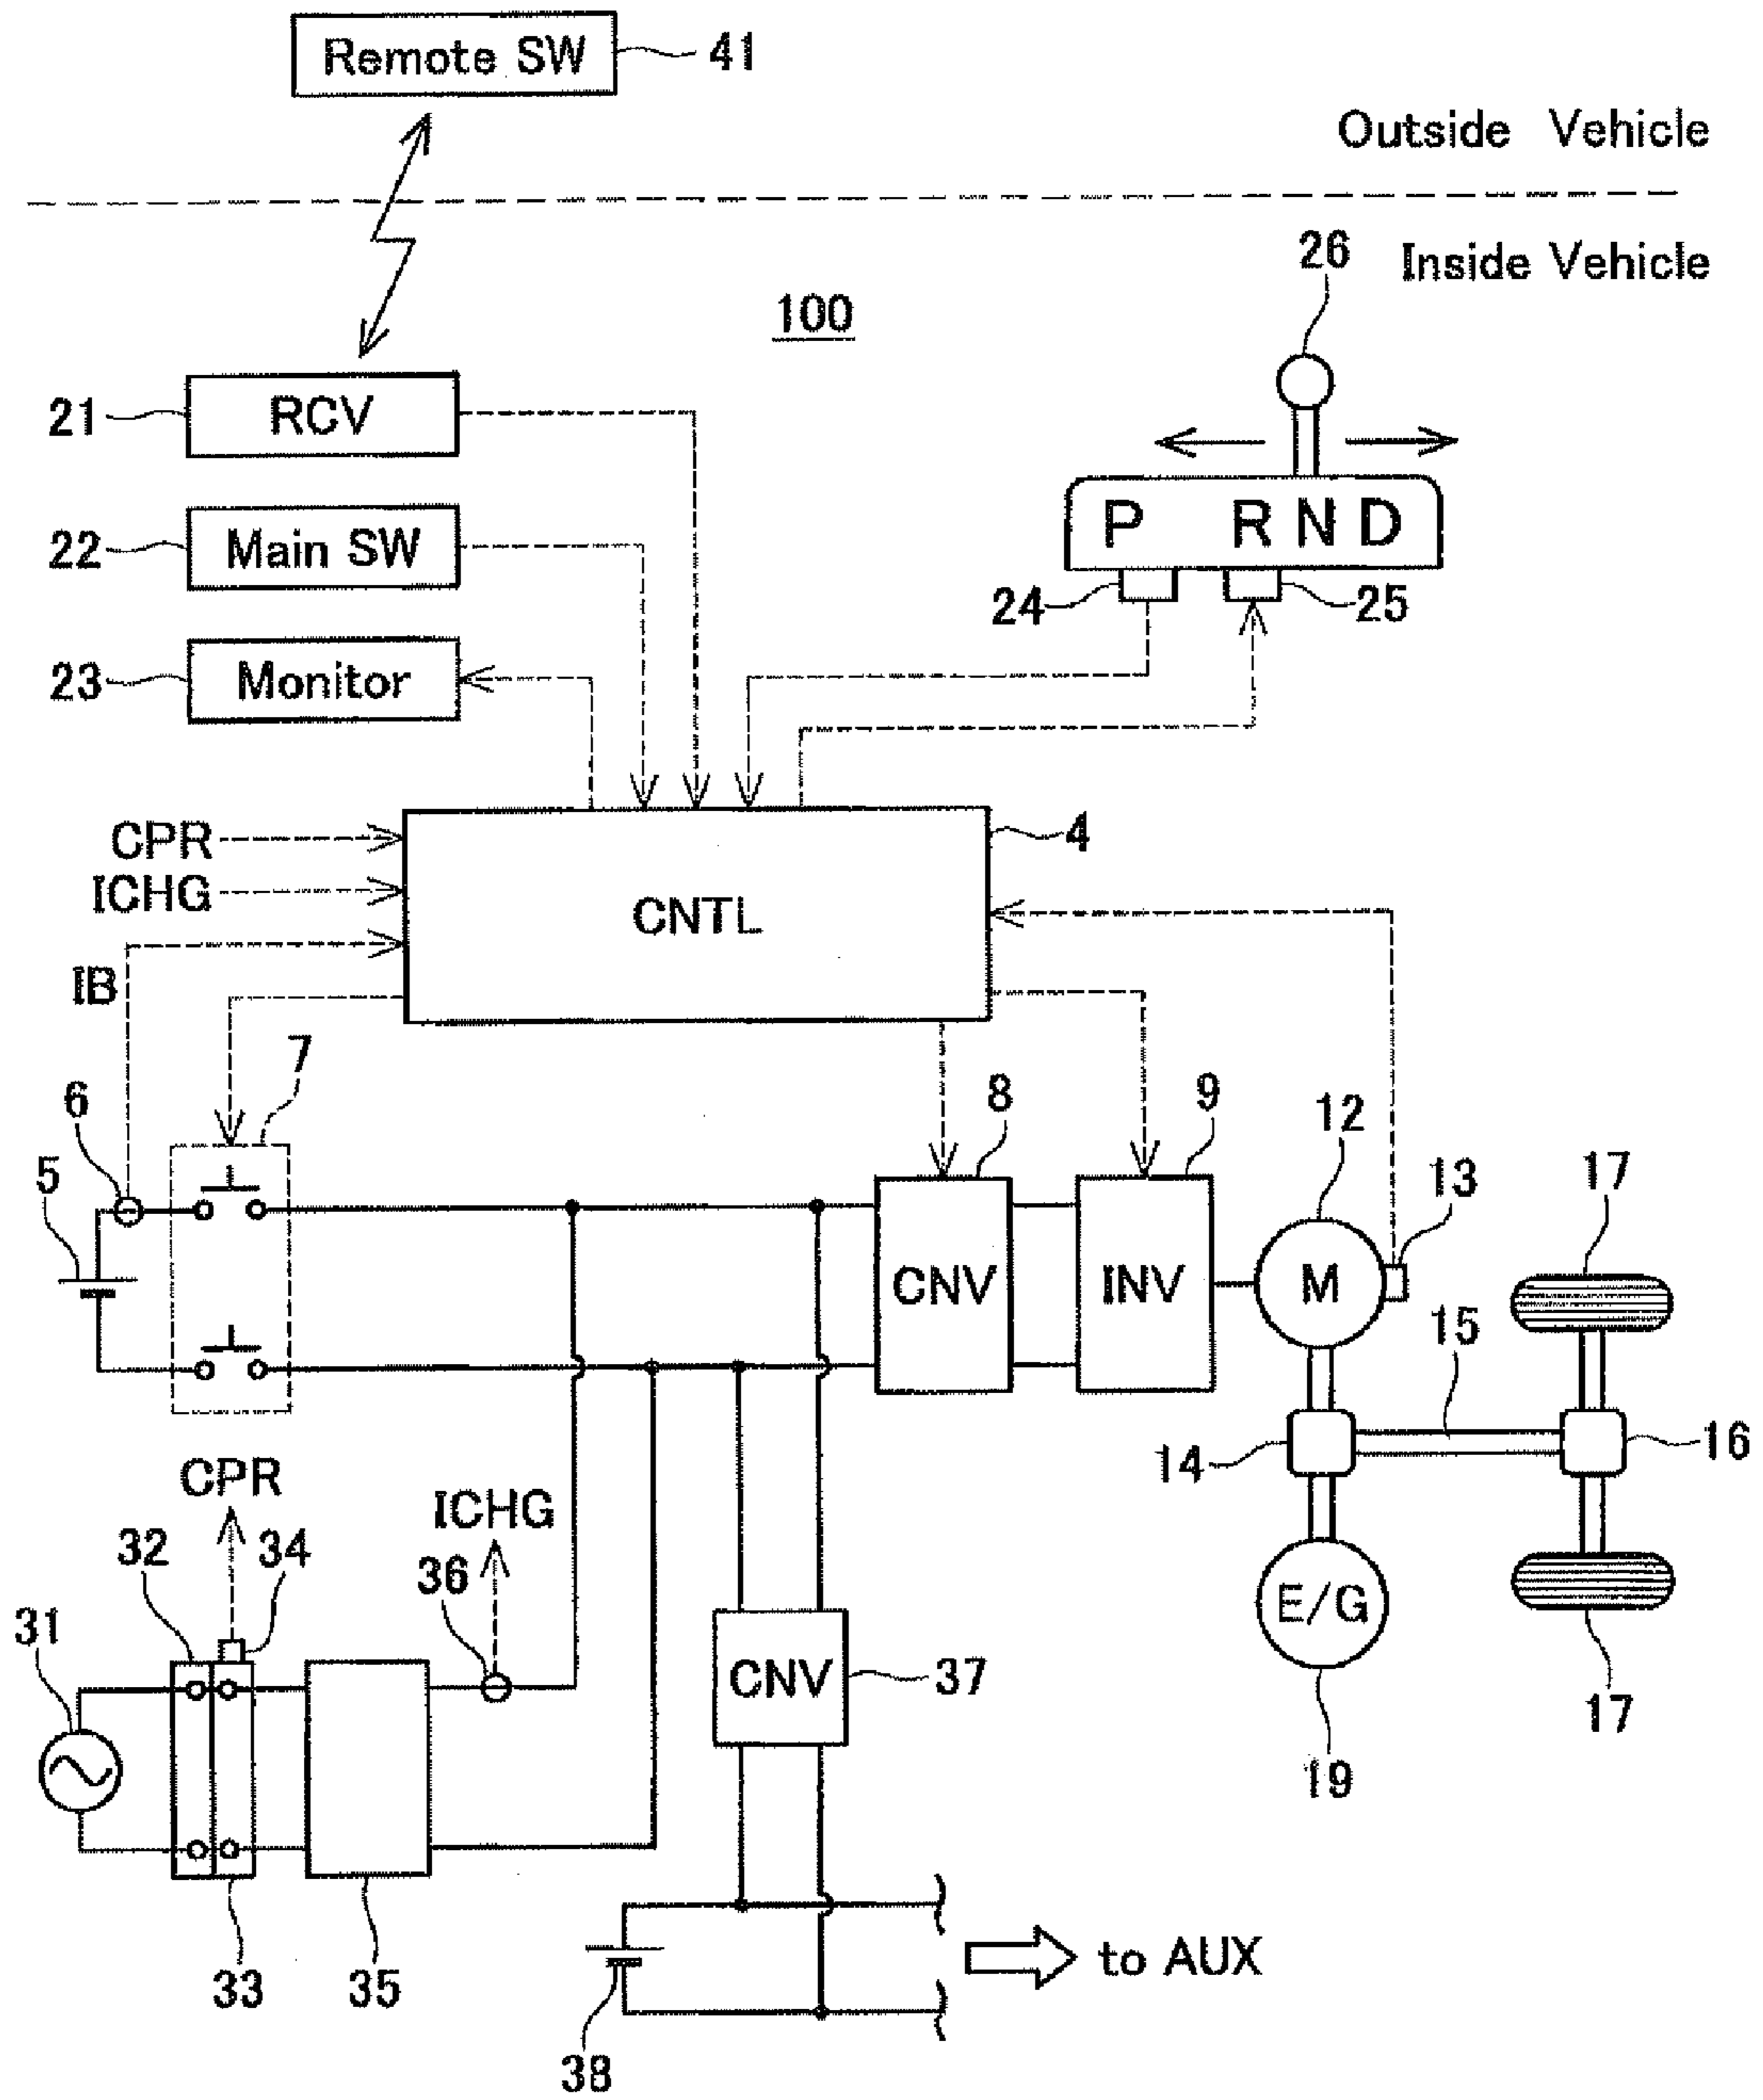 Remote SW 41
Outside Vehicle
26 Inside Vehicle
100
21 RCV
P R N D
22 Main SW
24 25
23 Monitor
CPR 4
ICHG CNTL
IB
7
6 8 9 12
5 17 13
CNV INV M
15
14 16
CPR
ICHG
32 34 36
E/G
31
CNV 37
17
19
33 35
to AUX
38